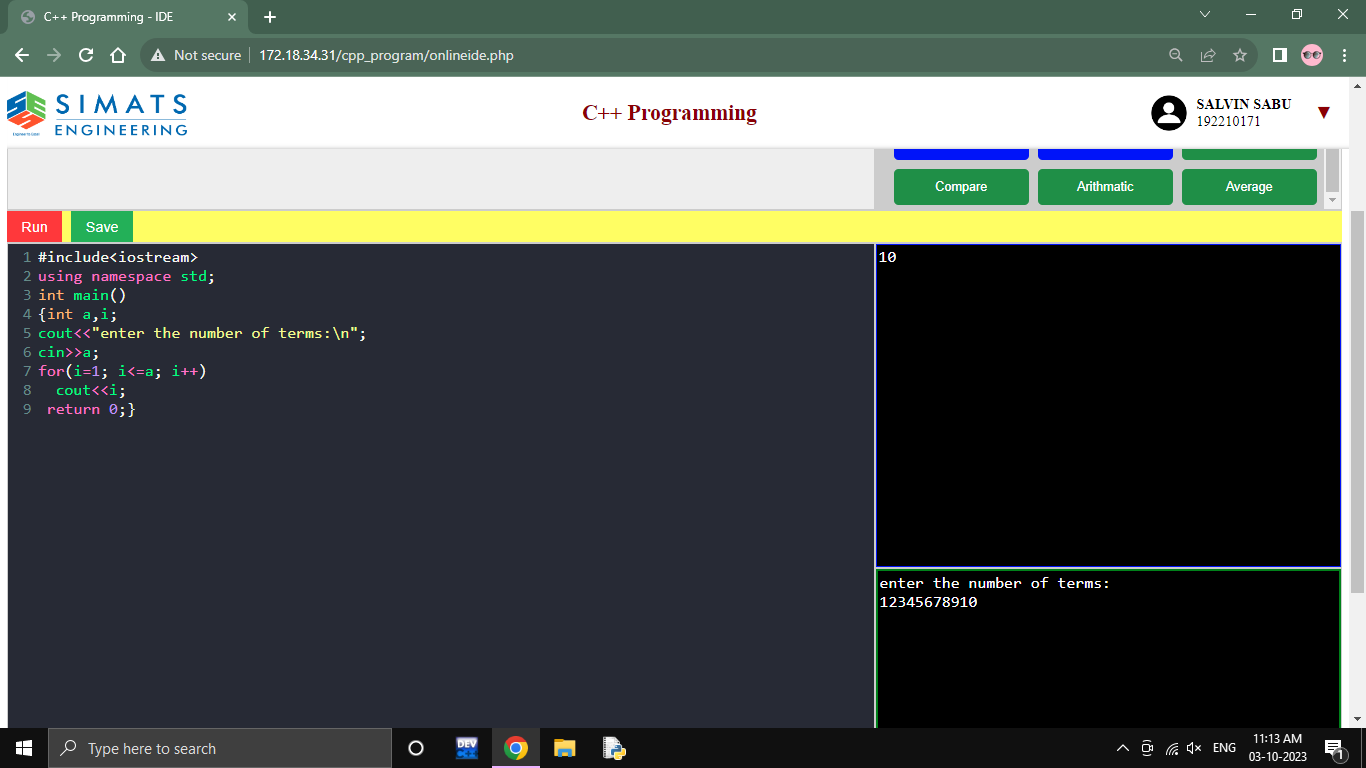 C++ Programming - IDE
Not secure 172.18.34.31/cpp_program/onlineide.php
SIMATS
ENGINEERING
C++ Programming
SALVIN SABU
192210171
Compare Arithmatic Average
Run Save
1 #include<iostream>
2 using namespace std;
3 int main()
4 {int a,i;
5 cout<<"enter the number of terms:\n";
6 cin>>a;
7 for(i=1; i<=a; i++)
8   cout<<i;
9  return 0;}
10
enter the number of terms:
12345678910
Type here to search
DEV
ENG
11:13 AM
03-10-2023
1